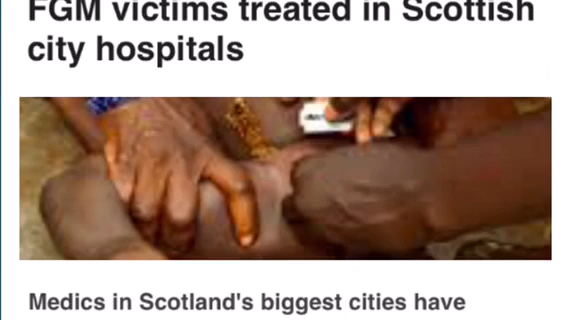 FGM victims treated in Scottish
city hospitals
Medics in Scotland's biggest cities have